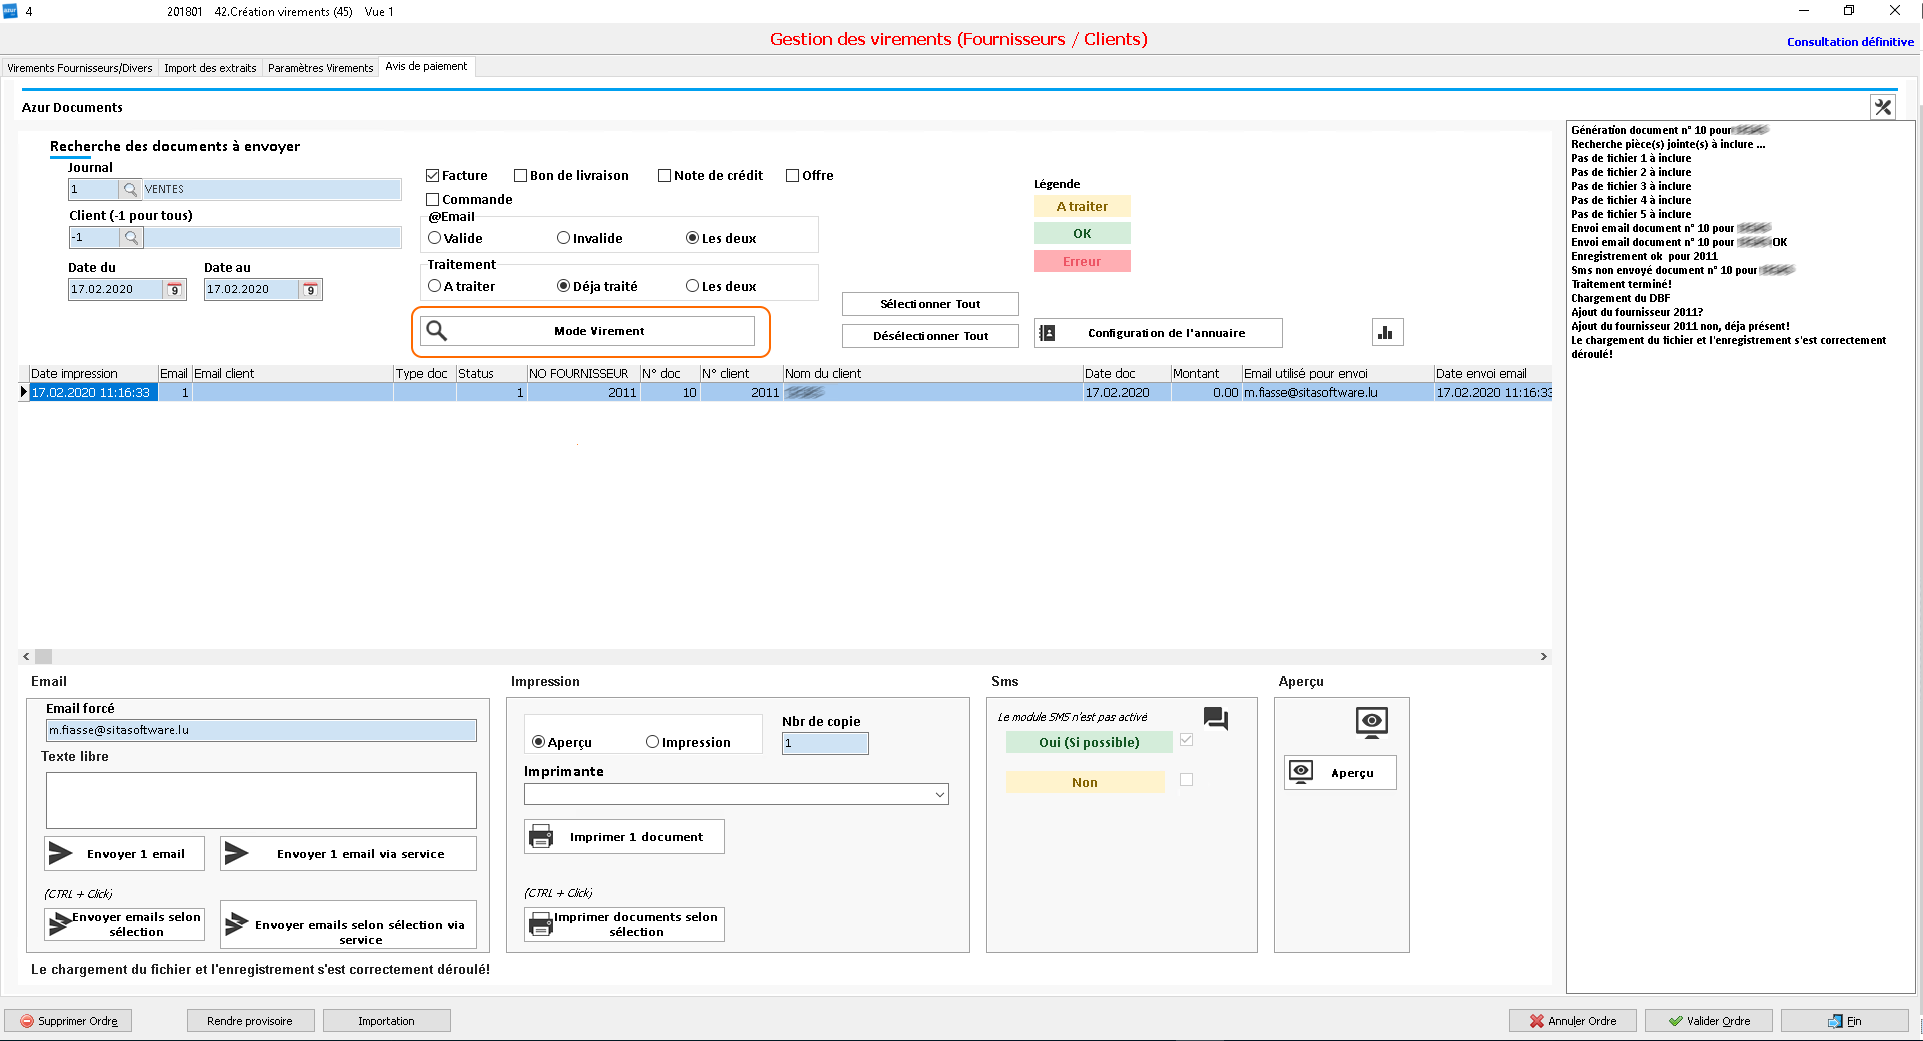 4 201801 42.Création virements (45) Vue 1
Gestion des virements (Fournisseurs / Clients)
Consultation définitive
Virements Fournisseurs/Divers Import des extraits Paramètres Virements Avis de paiement
Azur Documents
Recherche des documents à envoyer
Journal
1 VENTES
Client (-1 pour tous)
-1
Date du Date au
17.02.2020 9 17.02.2020 9
Facture Bon de livraison Note de crédit Offre
Commande
@Email
Valide Invalide Les deux
Traitement
A traiter Déja traité Les deux
Mode Virement
Sélectionner Tout
Désélectionner Tout
Légende
A traiter
OK
Erreur
Configuration de l'annuaire
Date impression Email Email client Type doc Status NO FOURNISSEUR N° doc N° client Nom du client Date doc Montant Email utilisé pour envoi Date envoi email
17.02.2020 11:16:33 1 1 2011 10 2011 17.02.2020 0.00 m.fiasse@sitasoftware.lu 17.02.2020 11:16:33
Génération document n° 10 pour
Recherche pièce(s) jointe(s) à inclure ...
Pas de fichier 1 à inclure
Pas de fichier 2 à inclure
Pas de fichier 3 à inclure
Pas de fichier 4 à inclure
Pas de fichier 5 à inclure
Envoi email document n° 10 pour
Envoi email document n° 10 pour OK
Enregistrement ok pour 2011
Sms non envoyé document n° 10 pour
Traitement terminé!
Chargement du DBF
Ajout du fournisseur 2011?
Ajout du fournisseur 2011 non, déja présent!
Le chargement du fichier et l'enregistrement s'est correctement
déroulé!
Email
Email forcé
m.fiasse@sitasoftware.lu
Texte libre
Envoyer 1 email Envoyer 1 email via service
(CTRL + Click)
Envoyer emails selon
sélection
Envoyer emails selon sélection via
service
Impression
Aperçu Impression
Nbr de copie
1
Imprimante
Imprimer 1 document
(CTRL + Click)
Imprimer documents selon
sélection
Sms
Le module SMS n'est pas activé
Oui (Si possible)
Non
Aperçu
Aperçu
Le chargement du fichier et l'enregistrement s'est correctement déroulé!
Supprimer Ordre Rendre provisoire Importation Annuler Ordre Valider Ordre Fin